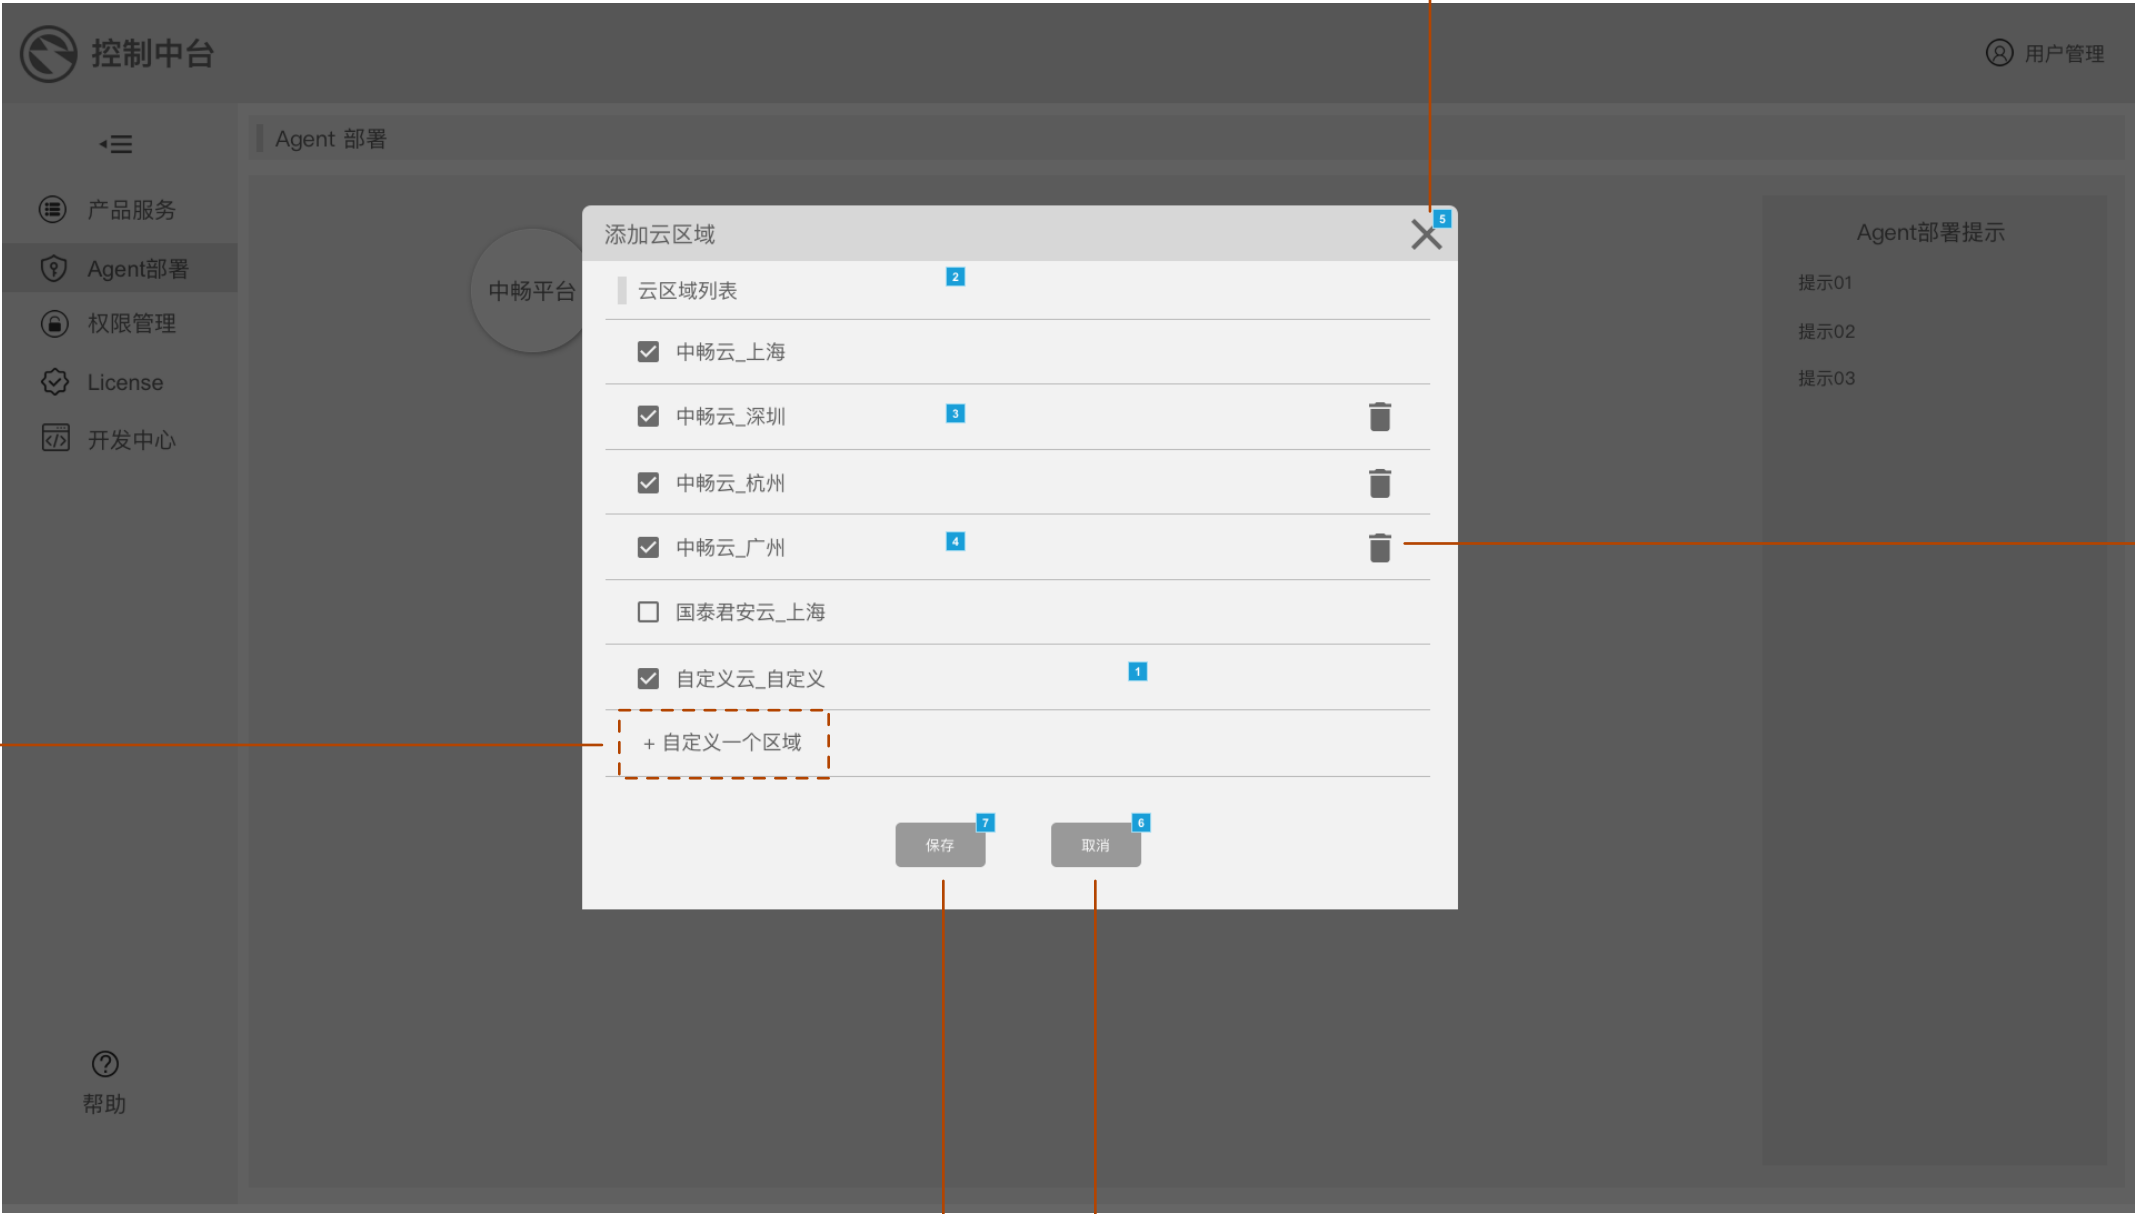 控制中台
用户管理
Agent 部署
产品服务
Agent部署
权限管理
License
开发中心
帮助
中畅平台
添加云区域
5
云区域列表
2
中畅云_上海
中畅云_深圳
3
中畅云_杭州
中畅云_广州
4
国泰君安云_上海
自定义云_自定义
1
+ 自定义一个区域
保存
7
取消
6
Agent部署提示
提示01
提示02
提示03